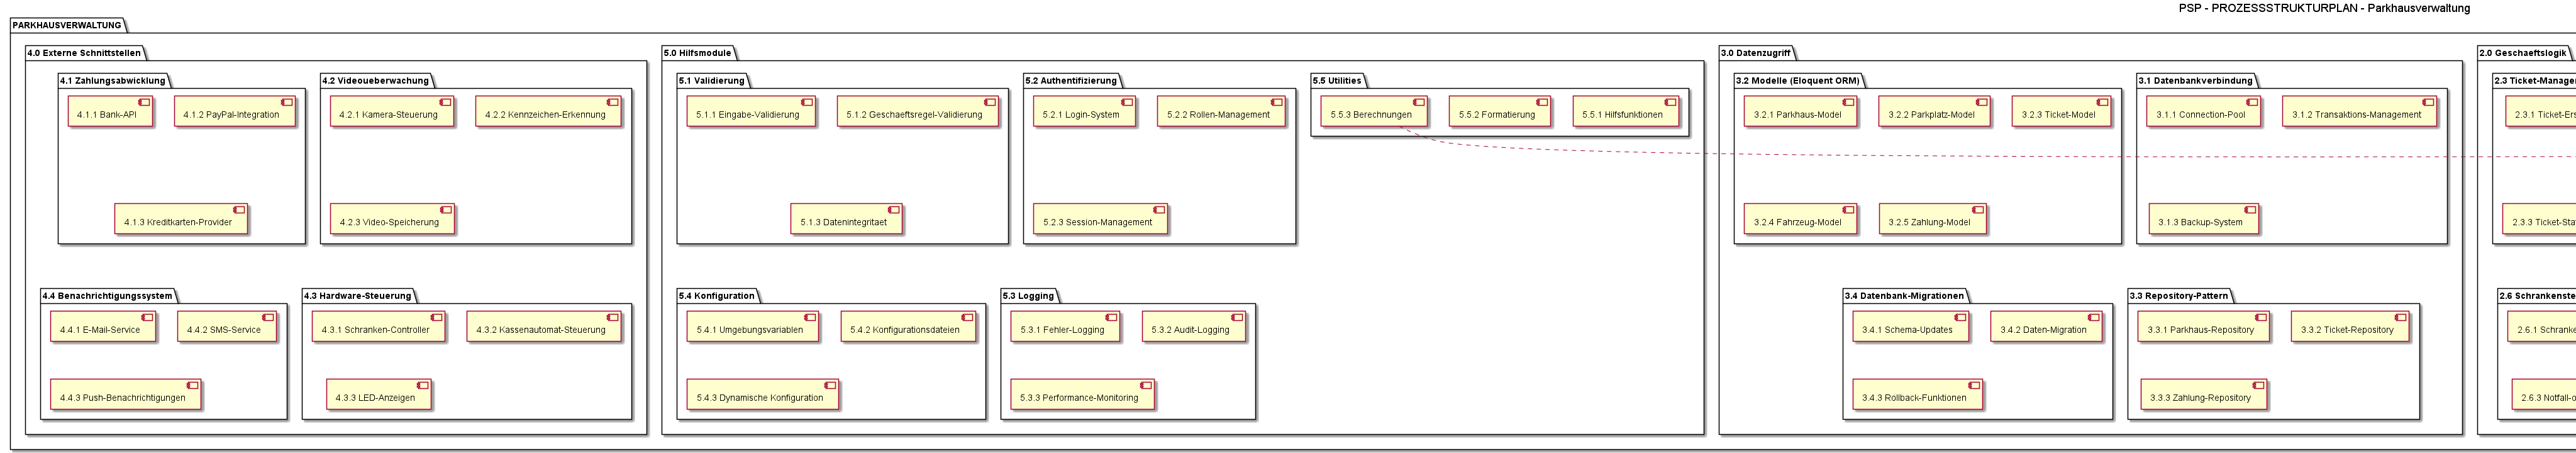 PSP - PROZESSSTRUKTURPLAN - Parkhausverwaltung
PARKHAUSVERWALTUNG
4.0 Externe Schnittstellen
4.1 Zahlungsabwicklung
4.1.1 Bank-API
4.1.2 PayPal-Integration
4.1.3 Kreditkarten-Provider
4.2 Videoueberwachung
4.2.1 Kamera-Steuerung
4.2.2 Kennzeichen-Erkennung
4.2.3 Video-Speicherung
4.4 Benachrichtigungssystem
4.4.1 E-Mail-Service
4.4.2 SMS-Service
4.4.3 Push-Benachrichtigungen
4.3 Hardware-Steuerung
4.3.1 Schranken-Controller
4.3.2 Kassenautomat-Steuerung
4.3.3 LED-Anzeigen
5.0 Hilfsmodule
5.1 Validierung
5.1.1 Eingabe-Validierung
5.1.2 Geschaeftsregel-Validierung
5.1.3 Datenintegritaet
5.2 Authentifizierung
5.2.1 Login-System
5.2.2 Rollen-Management
5.2.3 Session-Management
5.5 Utilities
5.5.3 Berechnungen
5.5.2 Formatierung
5.5.1 Hilfsfunktionen
5.4 Konfiguration
5.4.1 Umgebungsvariablen
5.4.2 Konfigurationsdateien
5.4.3 Dynamische Konfiguration
5.3 Logging
5.3.1 Fehler-Logging
5.3.2 Audit-Logging
5.3.3 Performance-Monitoring
3.0 Datenzugriff
3.2 Modelle (Eloquent ORM)
3.2.1 Parkhaus-Model
3.2.2 Parkplatz-Model
3.2.3 Ticket-Model
3.2.4 Fahrzeug-Model
3.2.5 Zahlung-Model
3.1 Datenbankverbindung
3.1.1 Connection-Pool
3.1.2 Transaktions-Management
3.1.3 Backup-System
3.4 Datenbank-Migrationen
3.4.1 Schema-Updates
3.4.2 Daten-Migration
3.4.3 Rollback-Funktionen
3.3 Repository-Pattern
3.3.1 Parkhaus-Repository
3.3.2 Ticket-Repository
3.3.3 Zahlung-Repository
2.0 Geschaeftslogik
2.3 Ticket-Manage
2.3.1 Ticket-Ers
2.3.3 Ticket-Sta
2.6 Schrankenste
2.6.1 Schranke
2.6.3 Notfall-o